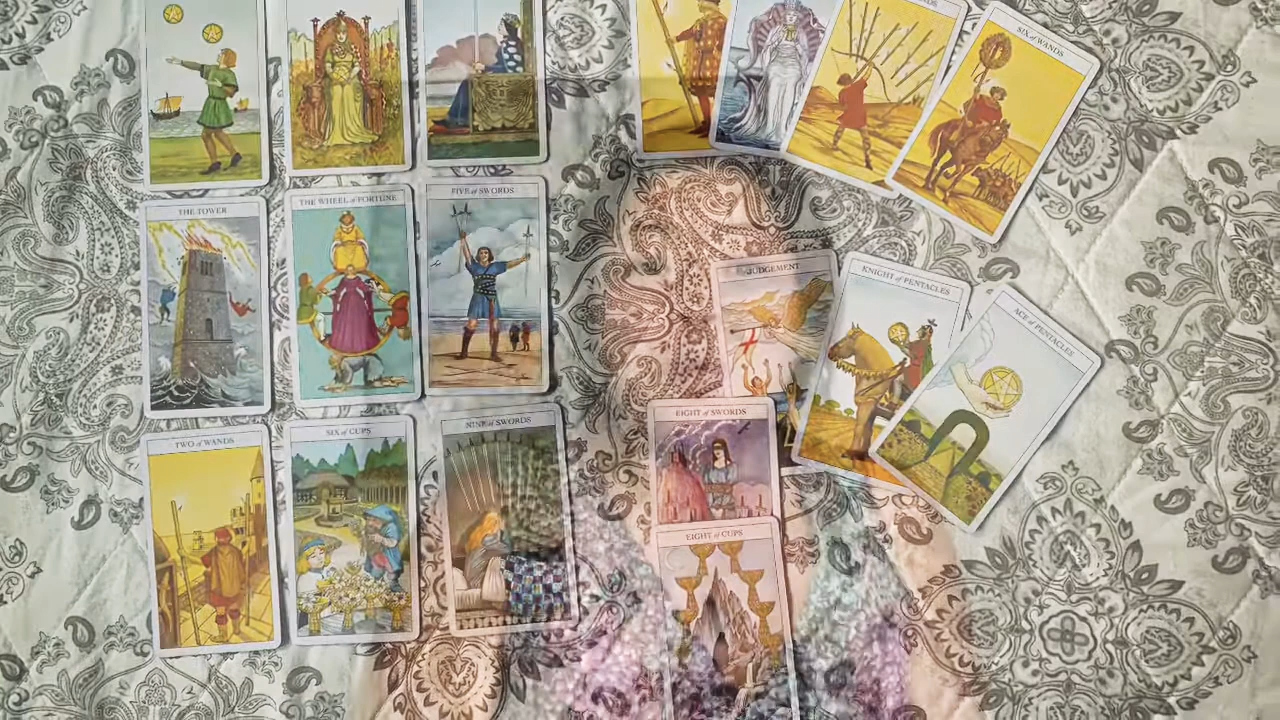 SIX of WANDS
THE TOWER
THE WHEEL of FORTUNE
FIVE of SWORDS
JUDGEMENT
KNIGHT of PENTACLES
ACE of PENTACLES
TWO of WANDS
SIX of CUPS
NINE of SWORDS
EIGHT of SWORDS
EIGHT of CUPS